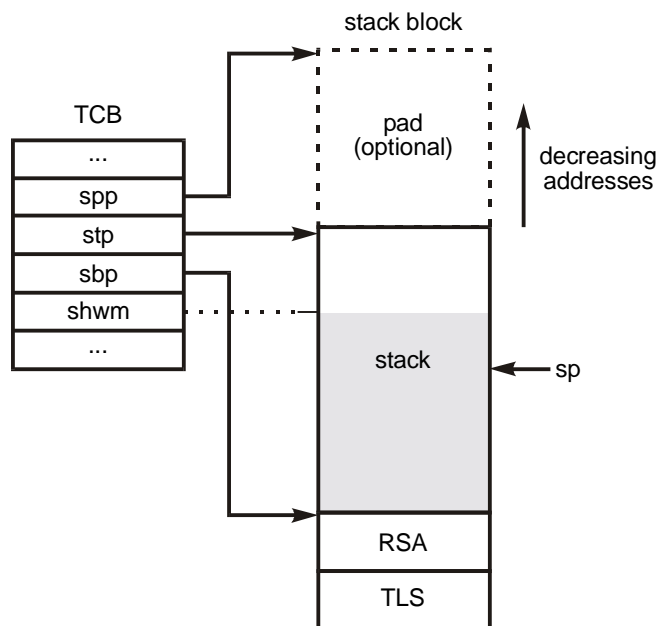 stack block
TCB
...
spp
stp
sbp
shwm
...
pad
(optional)
decreasing
addresses
stack
sp
RSA
TLS